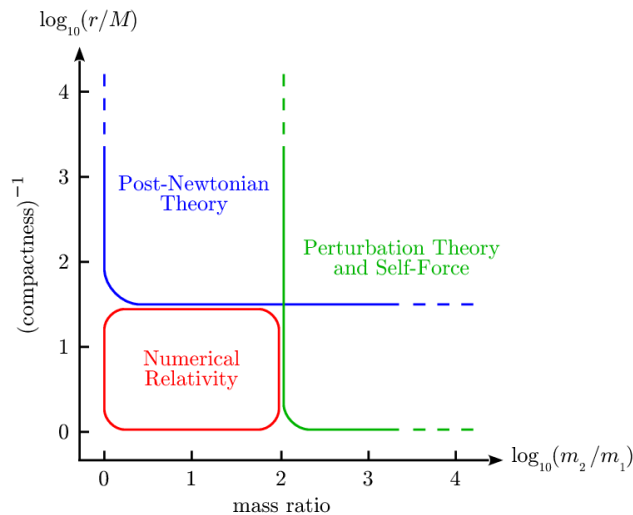 log₁₀(r/M)
4
Post-Newtonian
Theory
3
Perturbation Theory
and Self-Force
2
(compactness)⁻¹
Numerical
Relativity
1
0
0 1 2 3 4
log₁₀(m₂/m₁)
mass ratio